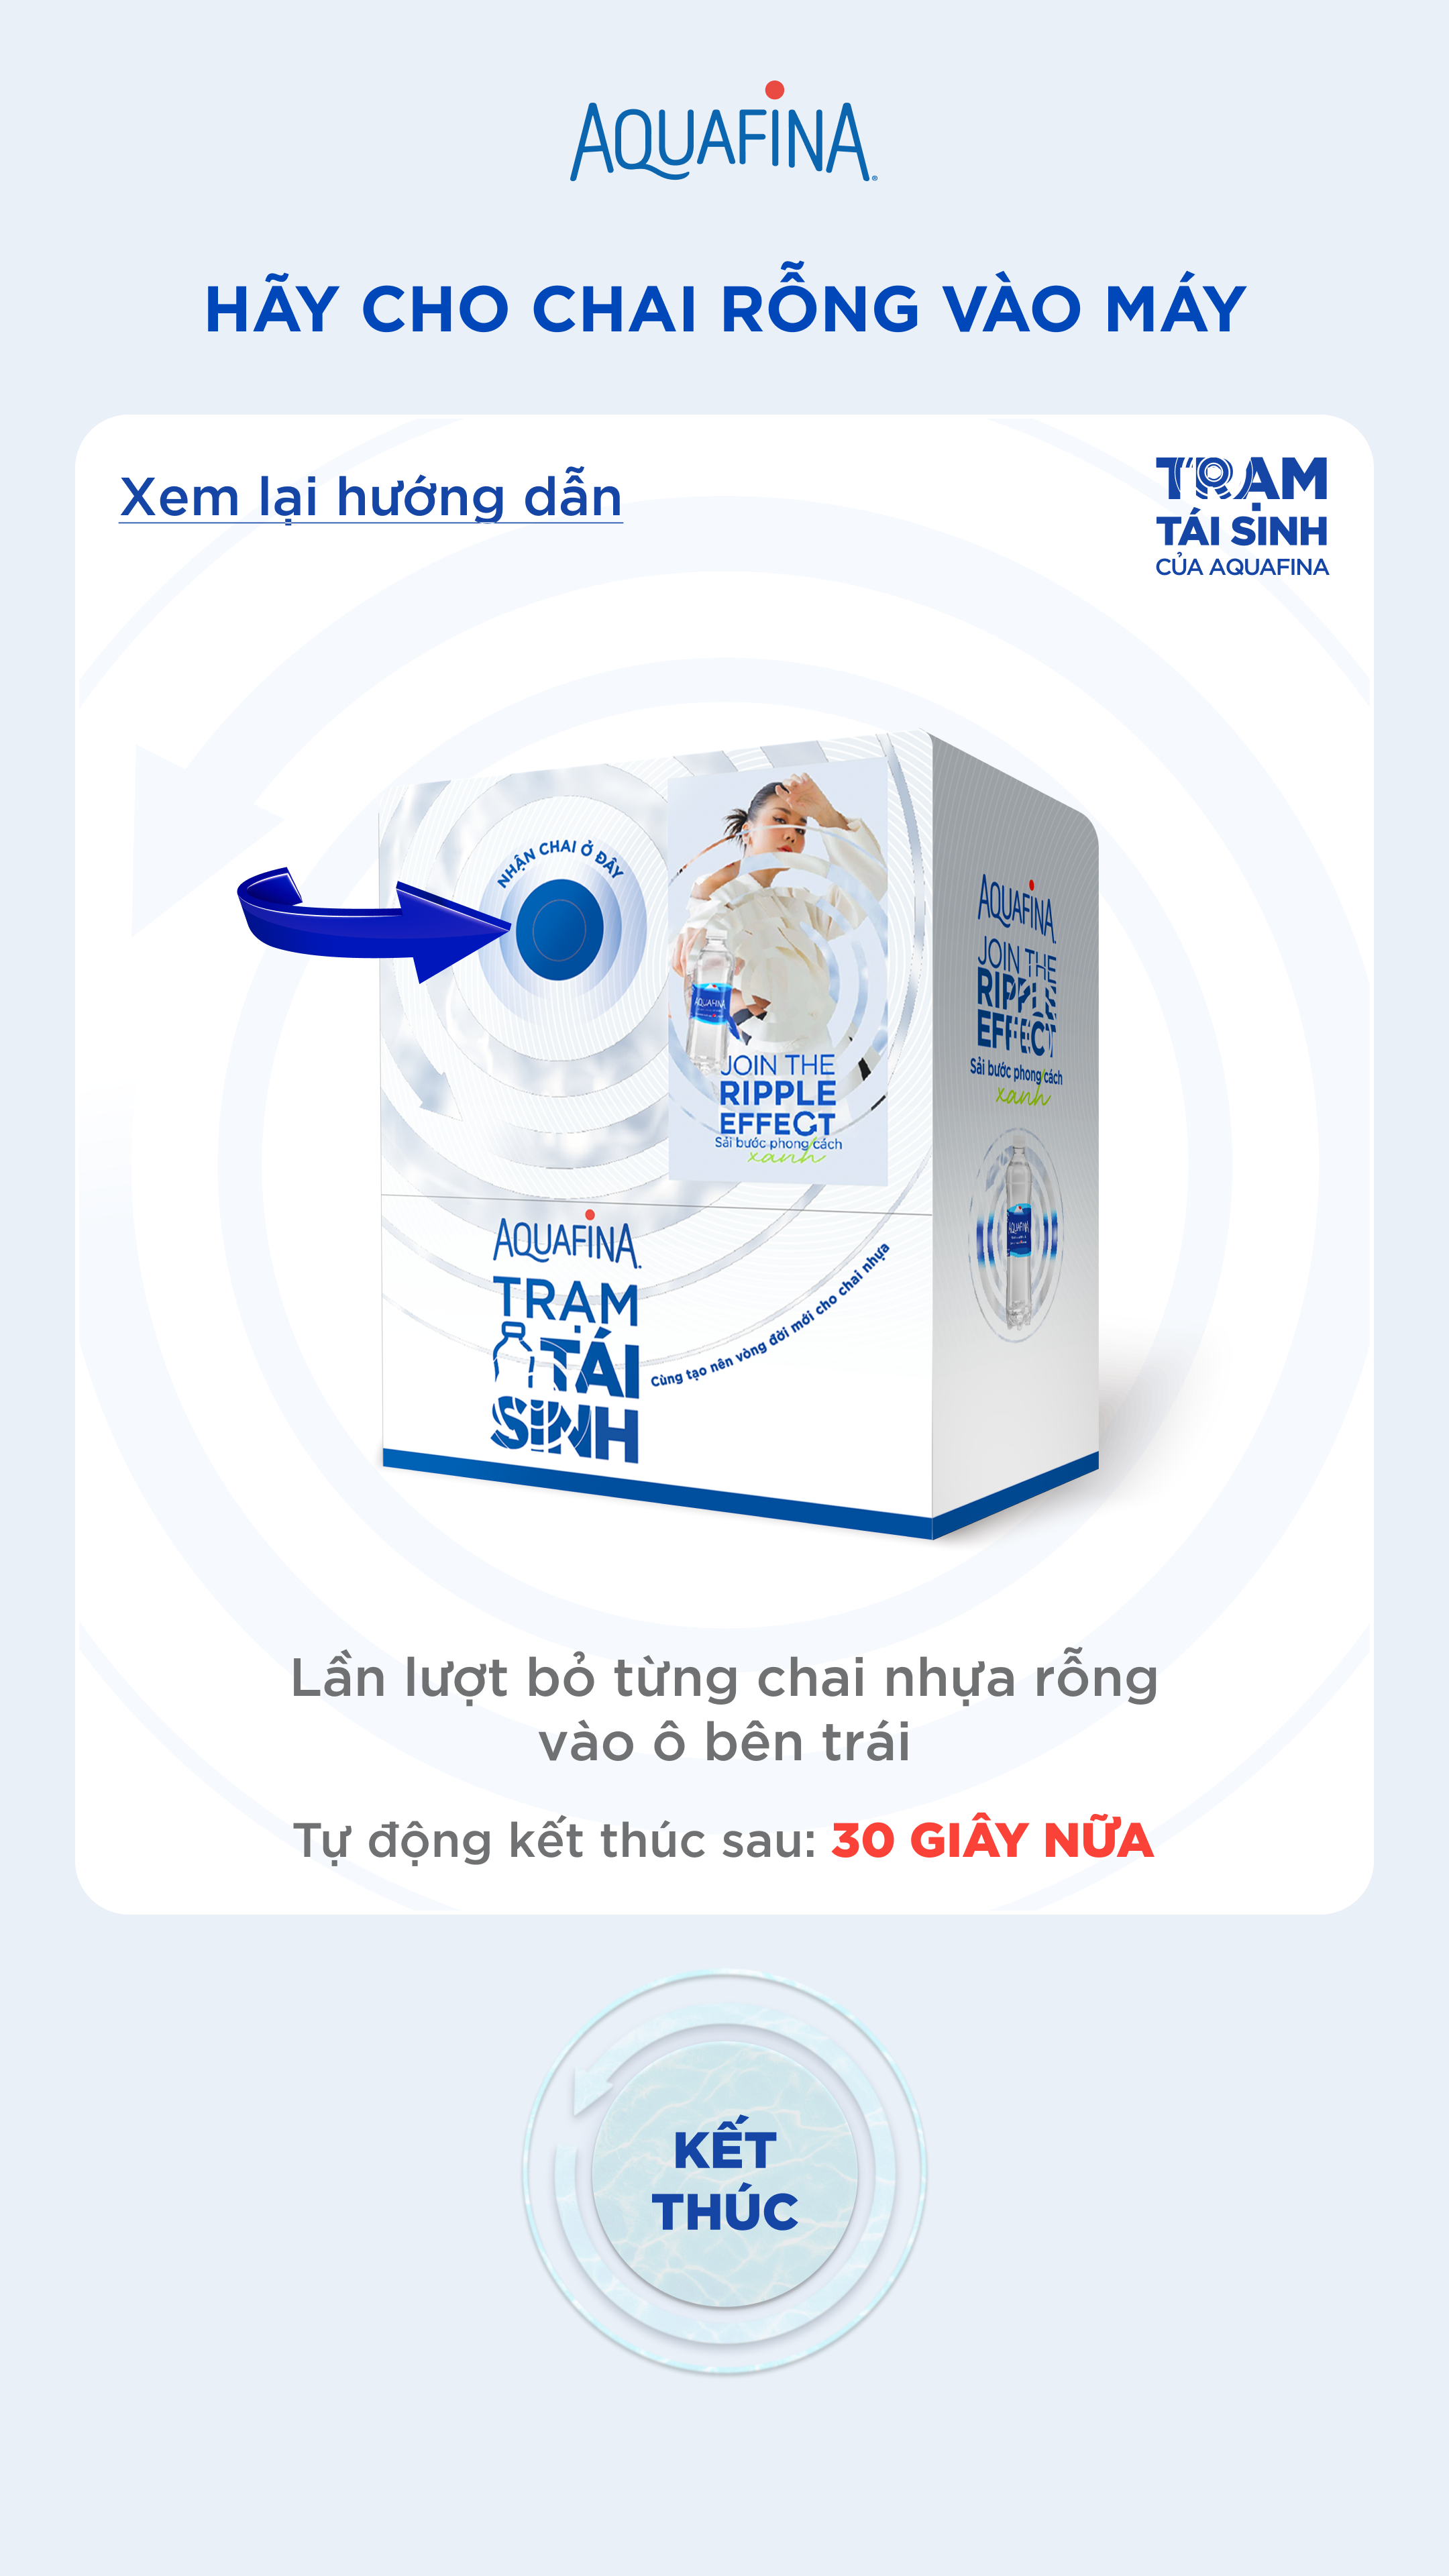 AQUAFINA
HÃY CHO CHAI RỖNG VÀO MÁY
Xem lại hướng dẫn
TRẠM
TÁI SINH
CỦA AQUAFINA
NHẬN CHAI Ở ĐÂY
AQUAFINA
JOIN THE
RIPPLE
EFFECT
Sải bước phong cách
xanh
AQUAFINA
TRẠM
TÁI
SINH
Cùng tạo nên vòng đời mới cho chai nhựa
AQUAFINA
JOIN THE
RIPPLE
EFFECT
Sải bước phong cách
xanh
AQUAFINA
Lần lượt bỏ từng chai nhựa rỗng
vào ô bên trái
Tự động kết thúc sau: 30 GIÂY NỮA
KẾT
THÚC